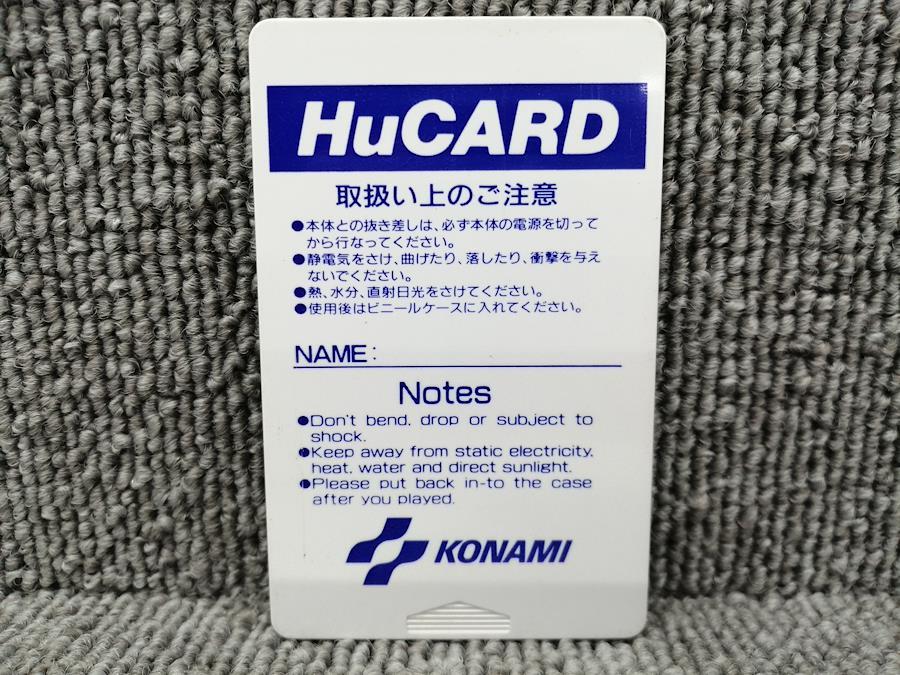 HuCARD
取扱い上のご注意
●本体との抜き差しは、必ず本体の電源を切って
から行なってください。
●静電気をさけ、曲げたり、落したり、衝撃を与え
ないでください。
●熱、水分、直射日光をさけてください。
●使用後はビニールケースに入れてください。
NAME:
Notes
●Don't bend, drop or subject to
shock.
●Keep away from static electricity,
heat, water and direct sunlight.
●Please put back in-to the case
after you played.
KONAMI